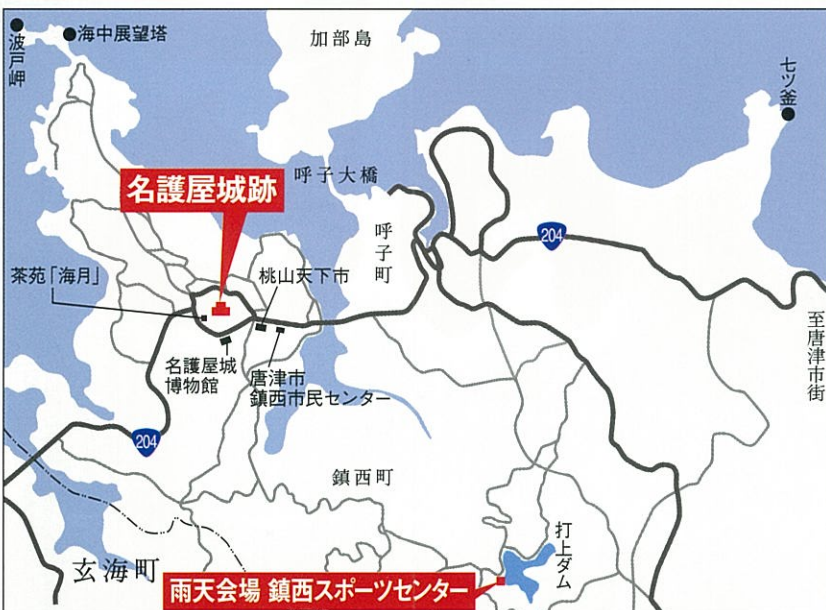 加部島
海中展望塔
波戸岬
七ツ釜
呼子大橋
名護屋城跡
呼子町
204
茶苑「海月」
桃山天下市
至唐津市街
名護屋城
博物館
唐津市
鎮西市民センター
204
鎮西町
打上ダム
玄海町
雨天会場 鎮西スポーツセンター